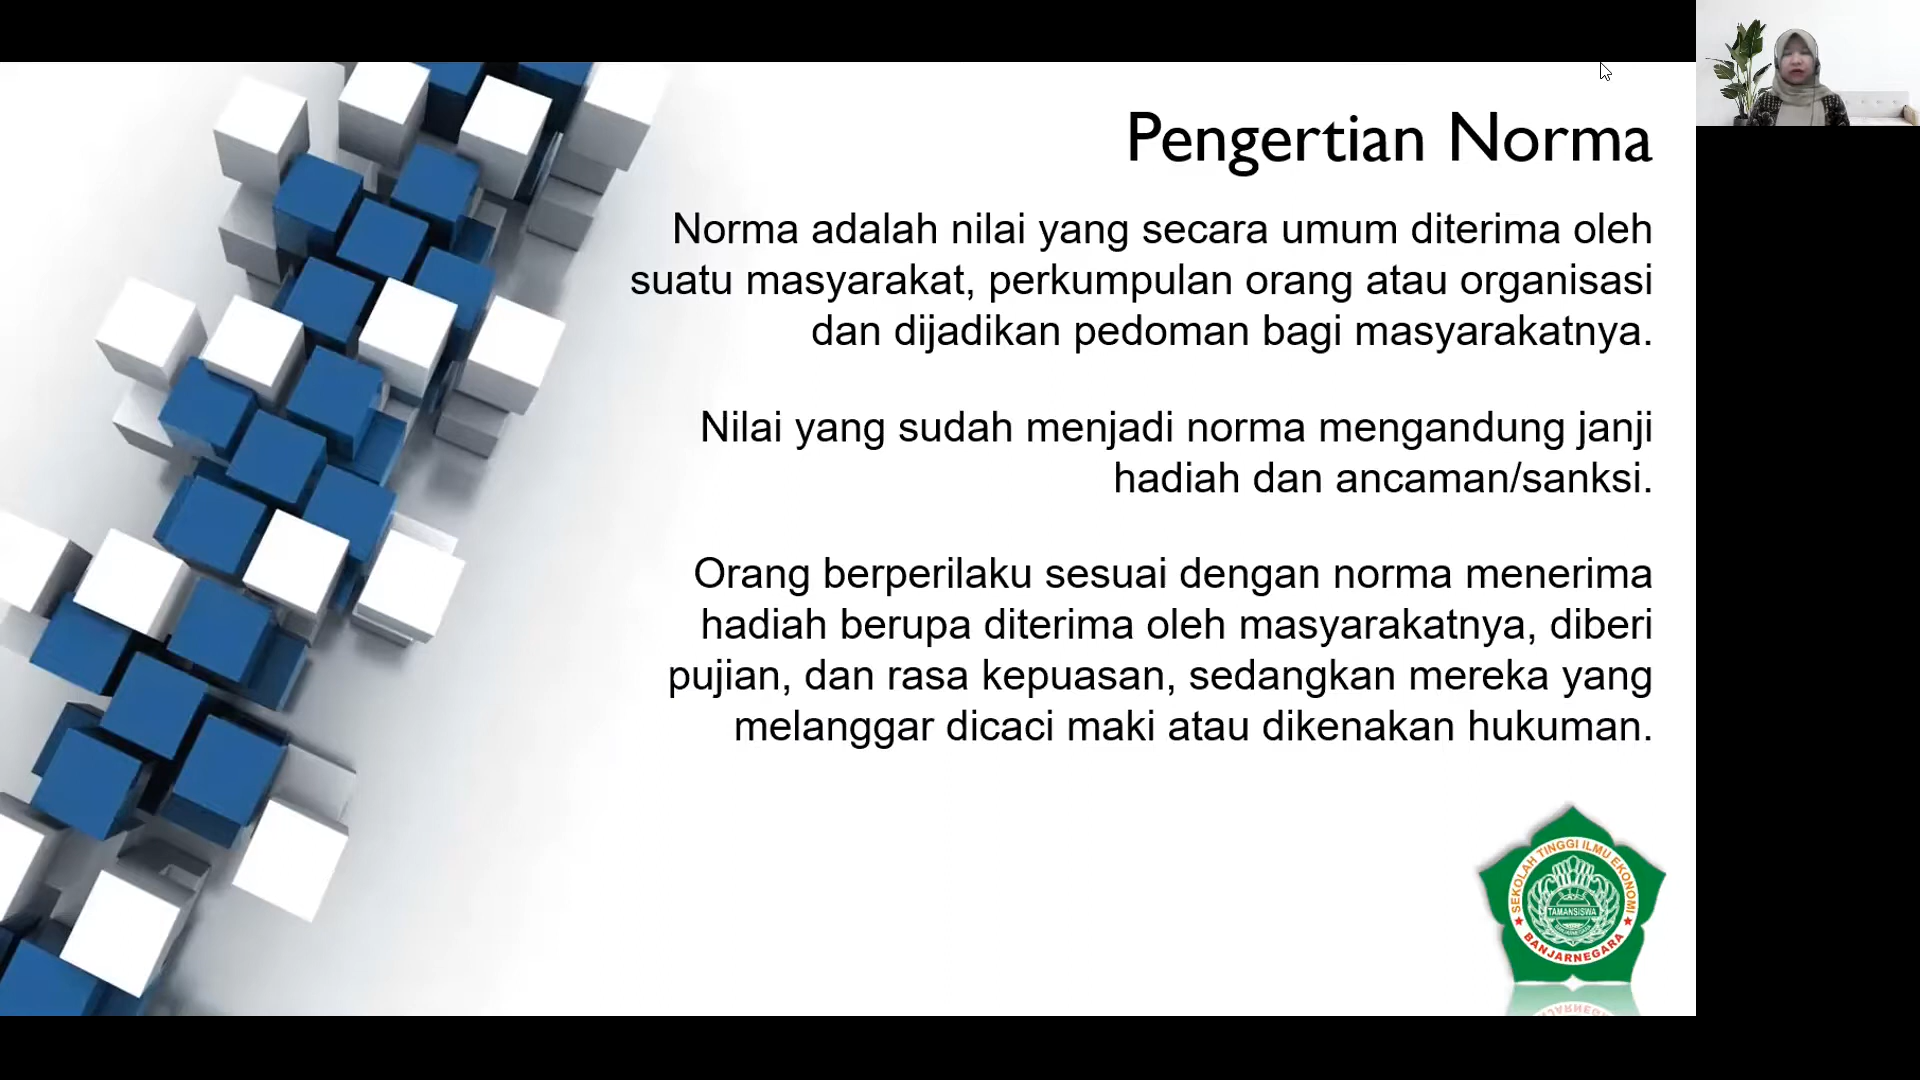 Pengertian Norma
Norma adalah nilai yang secara umum diterima oleh
suatu masyarakat, perkumpulan orang atau organisasi
dan dijadikan pedoman bagi masyarakatnya.
Nilai yang sudah menjadi norma mengandung janji
hadiah dan ancaman/sanksi.
Orang berperilaku sesuai dengan norma menerima
hadiah berupa diterima oleh masyarakatnya, diberi
pujian, dan rasa kepuasan, sedangkan mereka yang
melanggar dicaci maki atau dikenakan hukuman.
SEKOLAH TINGGI ILMU EKONOMI
TAMANSISWA
BANJARNEGARA